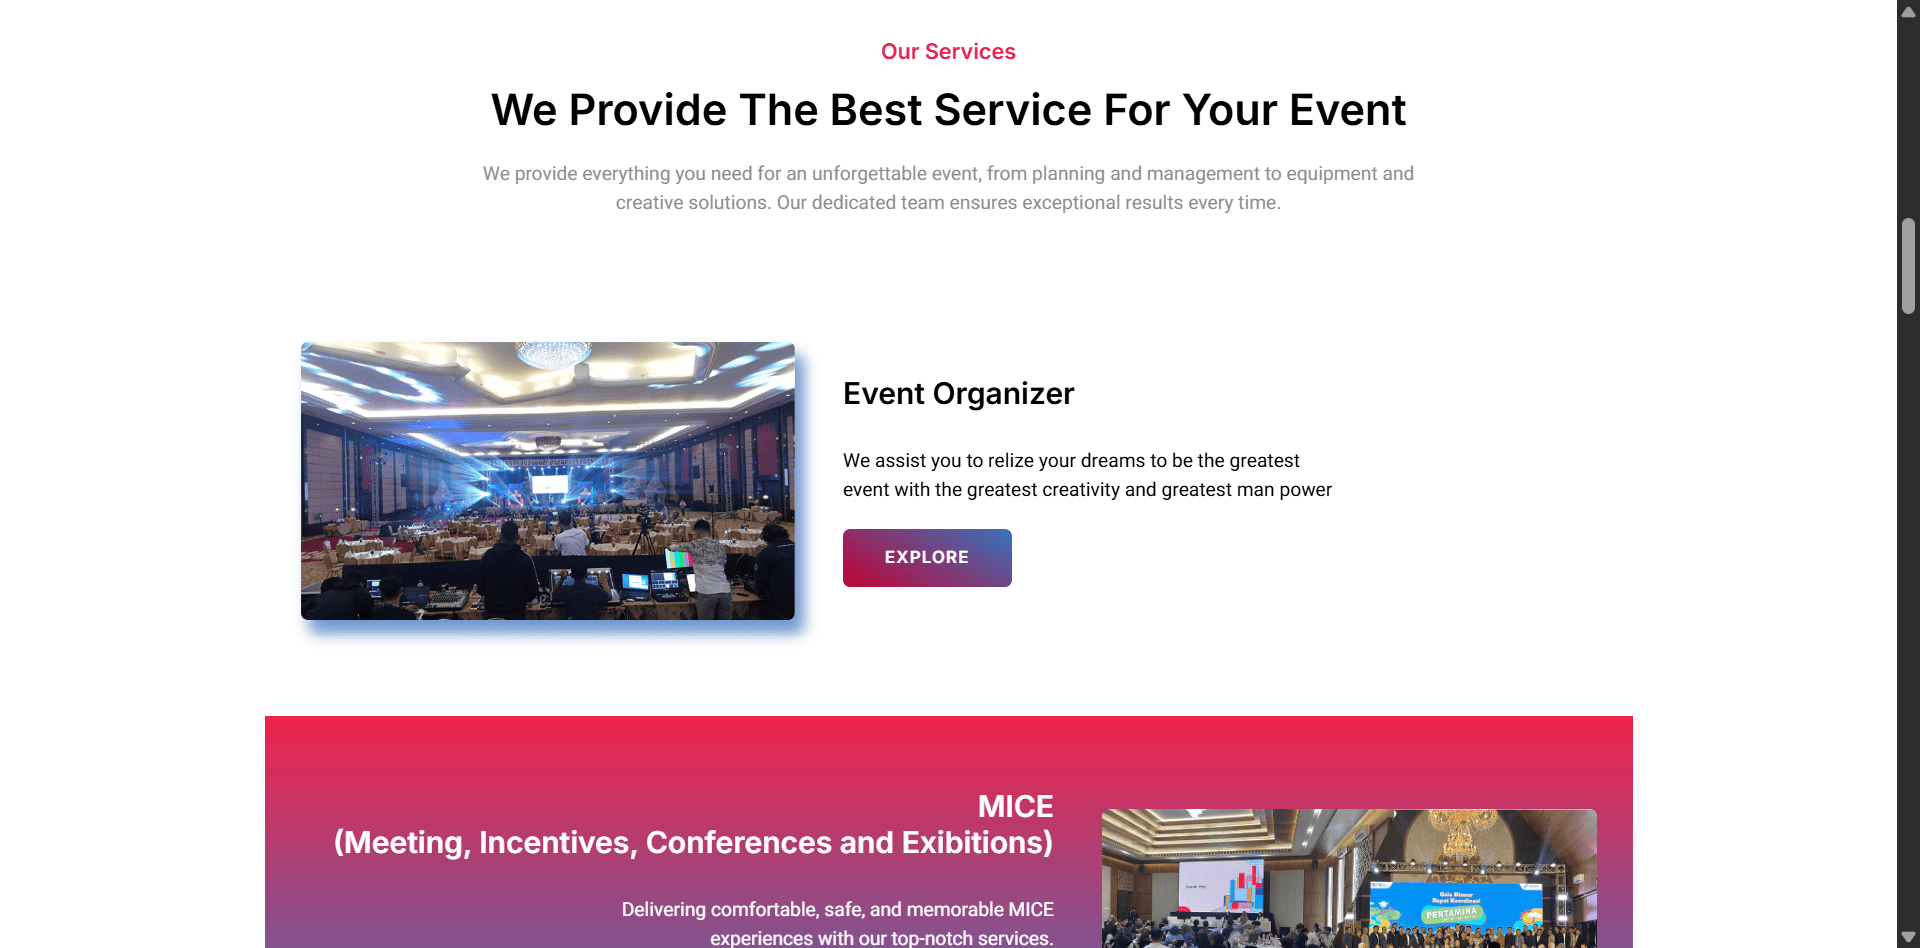 Our Services
We Provide The Best Service For Your Event
We provide everything you need for an unforgettable event, from planning and management to equipment and
creative solutions. Our dedicated team ensures exceptional results every time.
Event Organizer
We assist you to relize your dreams to be the greatest
event with the greatest creativity and greatest man power
EXPLORE
MICE
(Meeting, Incentives, Conferences and Exibitions)
Delivering comfortable, safe, and memorable MICE
experiences with our top-notch services.
Gala Dinner
Rapat Koordinasi
PERTAMINA